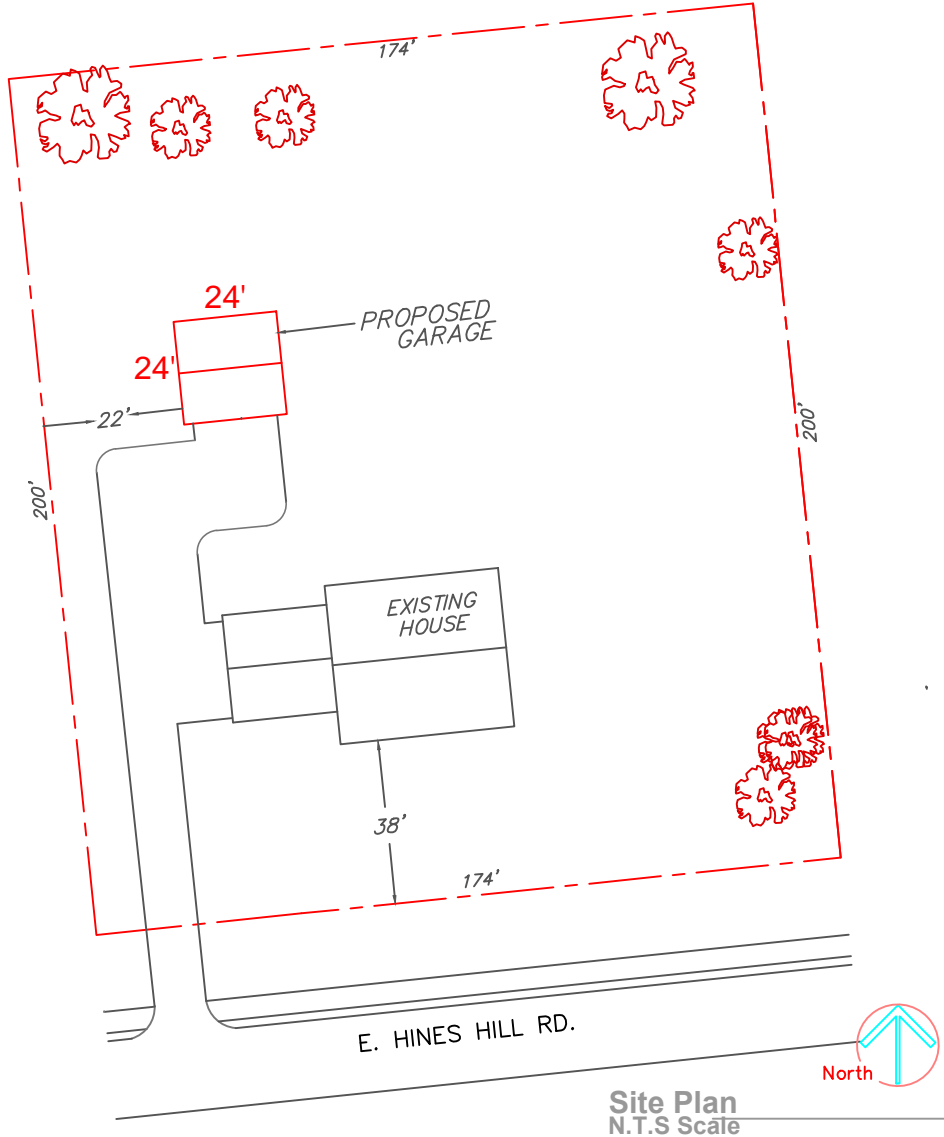 174'
24'
PROPOSED
GARAGE
24'
22'
200'
200'
EXISTING
HOUSE
38'
174'
E. HINES HILL RD.
North
Site Plan
N.T.S Scale